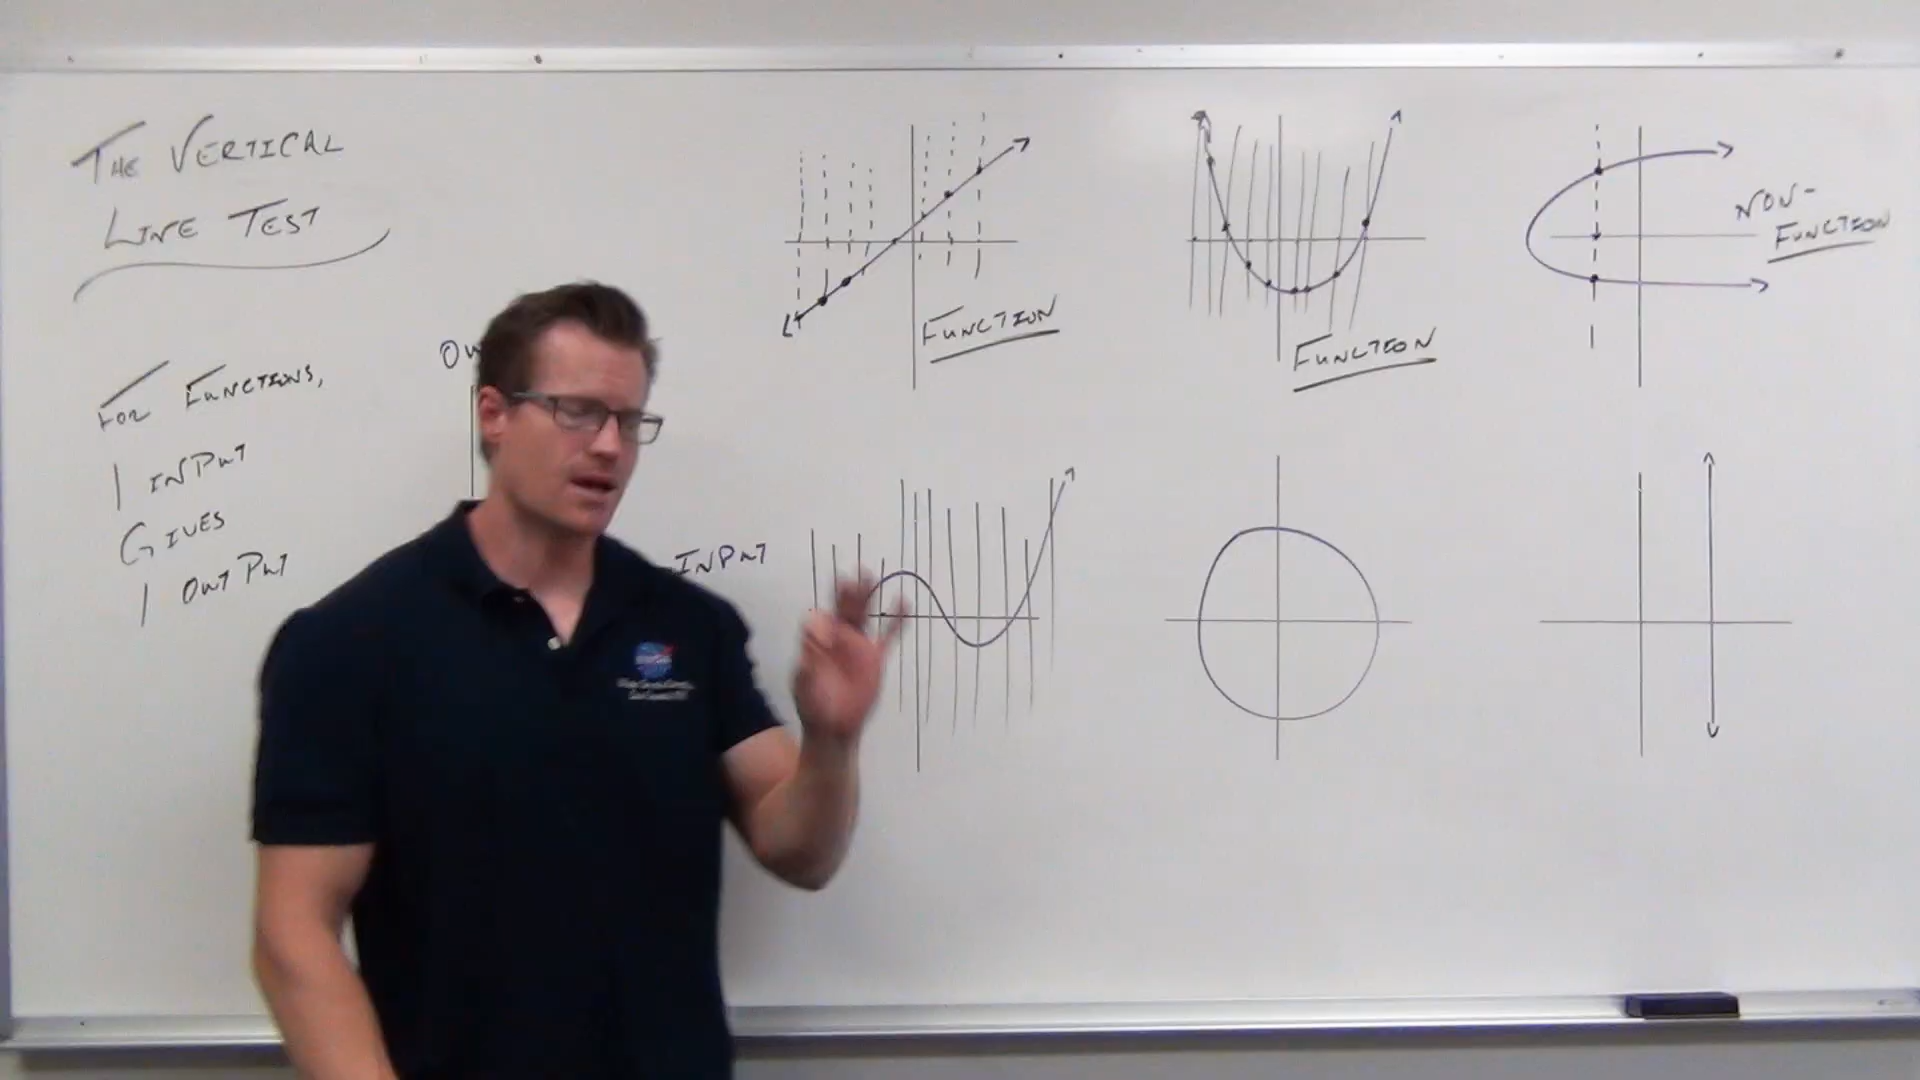 THE VERTICAL
LINE TEST
FOR FUNCTIONS,
1 INPUT
GIVES
1 OUTPUT
INPUT
FUNCTION
FUNCTION
NON-
FUNCTION